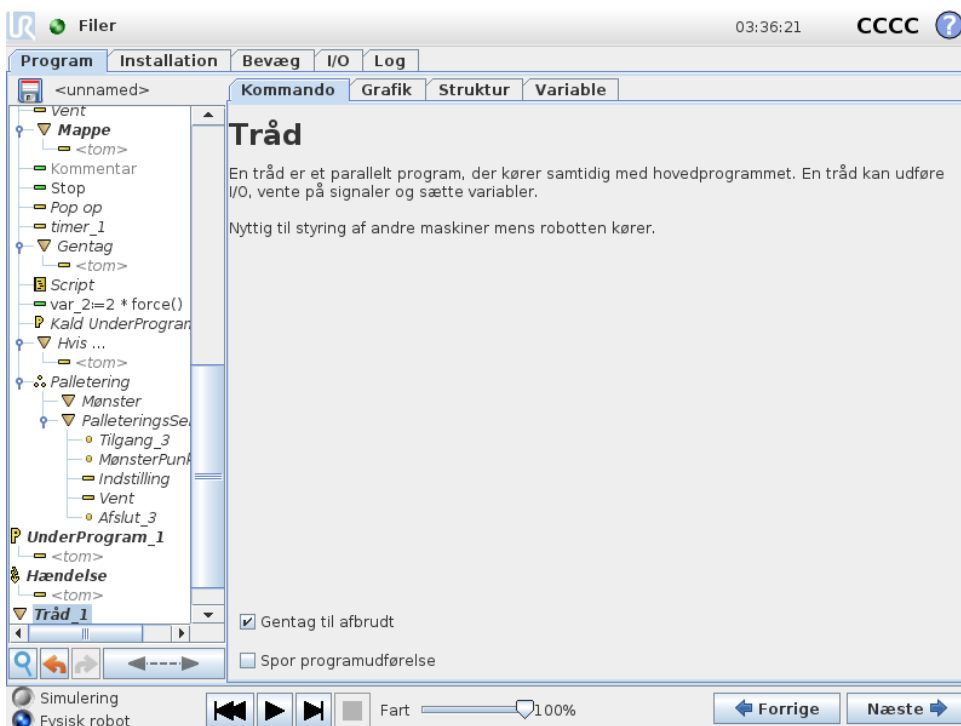 UR Filer 03:36:21 CCCC ?
Program Installation Bevæg I/O Log
<unnamed> Kommando Grafik Struktur Variable
Vent
Mappe
<tom>
Kommentar
Stop
Pop op
timer_1
Gentag
<tom>
Script
var_2:=2 * force()
Kald UnderProgram
Hvis ...
<tom>
Palletering
Mønster
PalleteringsSe
Tilgang_3
MønsterPunk
Indstilling
Vent
Afslut_3
P UnderProgram_1
<tom>
Hændelse
<tom>
Tråd_1
Tråd
En tråd er et parallelt program, der kører samtidig med hovedprogrammet. En tråd kan udføre
I/O, vente på signaler og sætte variabler.
Nyttig til styring af andre maskiner mens robotten kører.
Gentag til afbrudt
Spor programudførelse
Simulering
Fysisk robot
Fart 100%
Forrige Næste